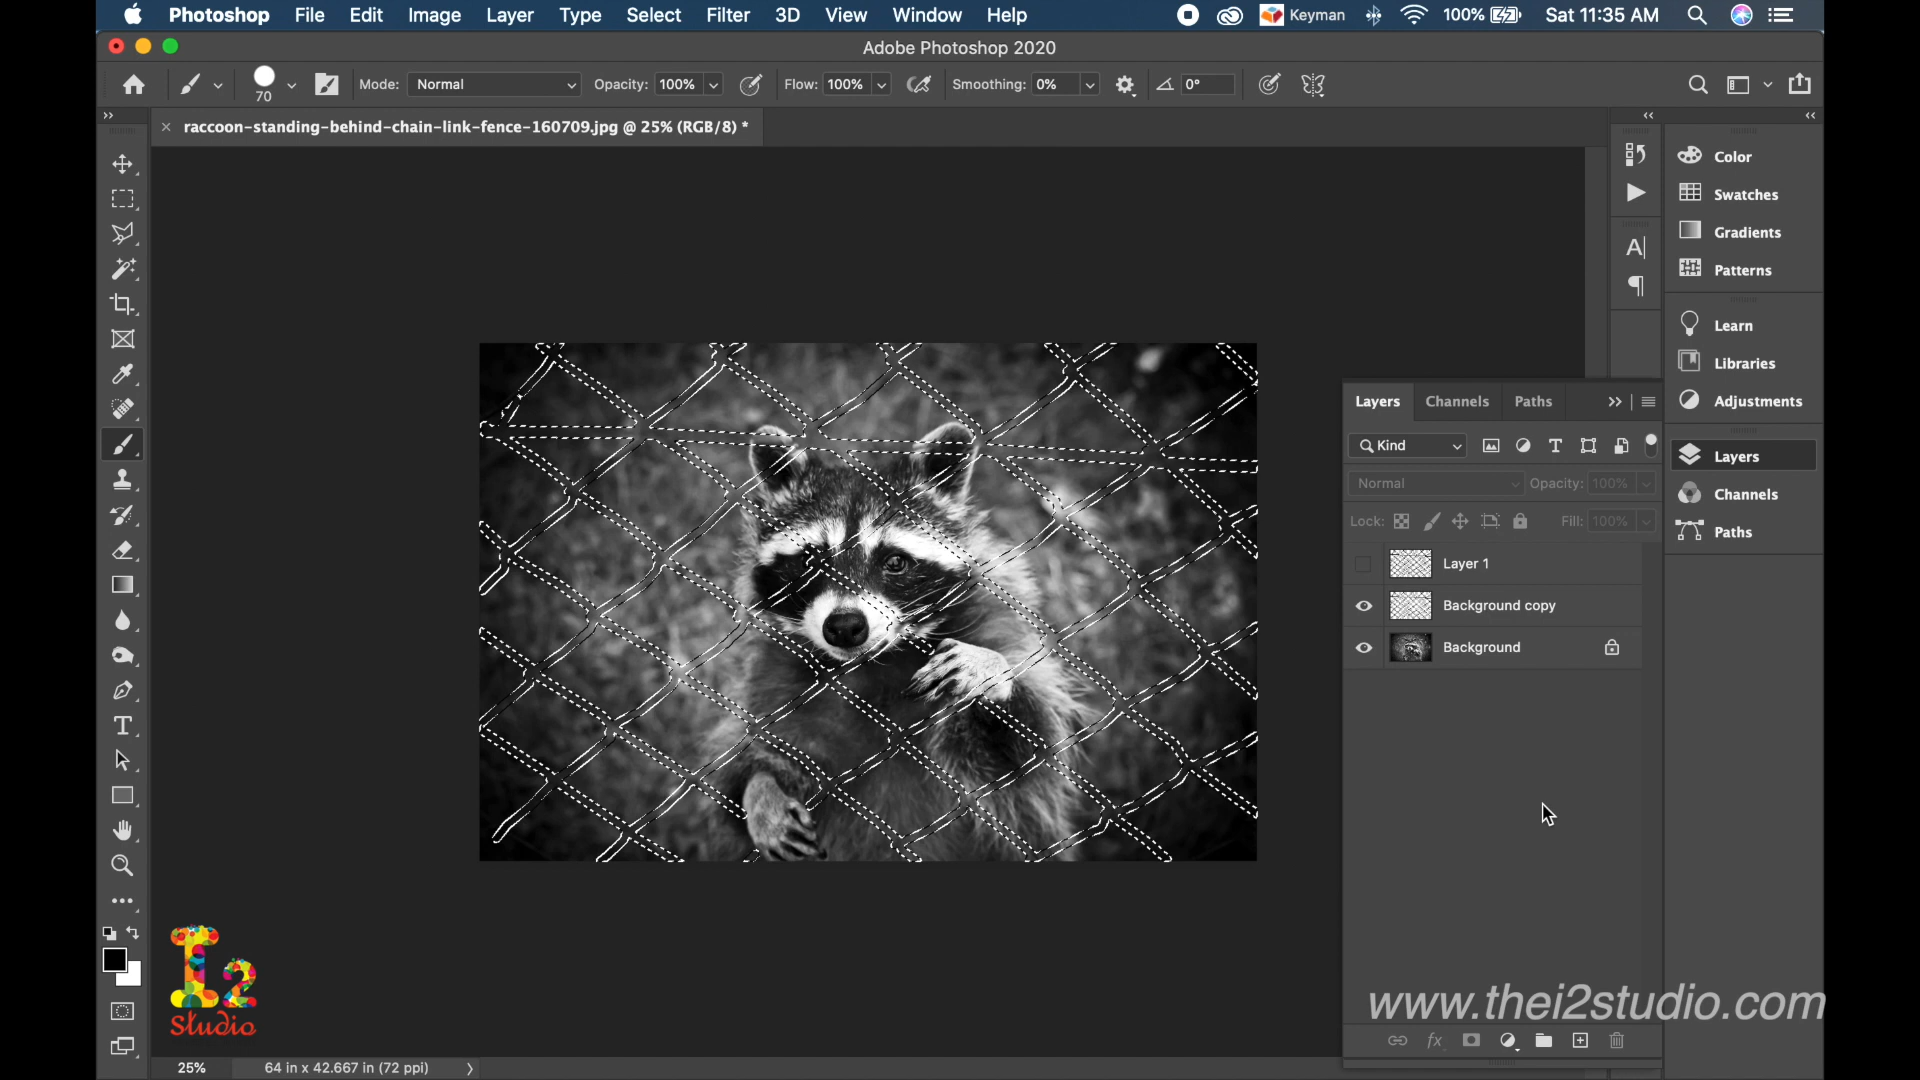 Photoshop File Edit Image Layer Type Select Filter 3D View Window Help Keyman 100% Sat 11:35 AM
Adobe Photoshop 2020
70 Mode: Normal Opacity: 100% Flow: 100% Smoothing: 0% 0°
raccoon-standing-behind-chain-link-fence-160709.jpg @ 25% (RGB/8) *
Color
Swatches
Gradients
Patterns
Learn
Libraries
Adjustments
Layers
Channels
Paths
Layers Channels Paths
Kind
Normal Opacity: 100%
Lock: Fill: 100%
Layer 1
Background copy
Background
I2
Studio
www.thei2studio.com
fx
25% 64 in x 42.667 in (72 ppi)